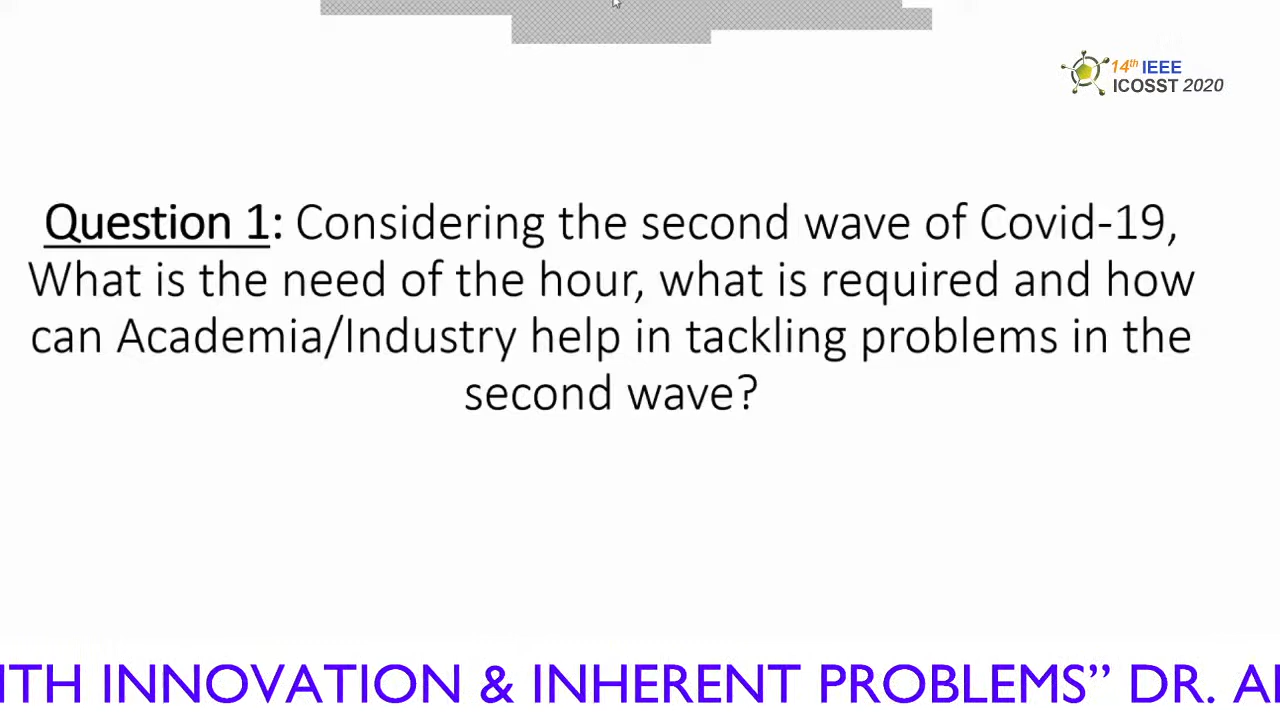 14th IEEE
ICOSST 2020
Question 1: Considering the second wave of Covid-19,
What is the need of the hour, what is required and how
can Academia/Industry help in tackling problems in the
second wave?
INNOVATION & INHERENT PROBLEMS” DR.